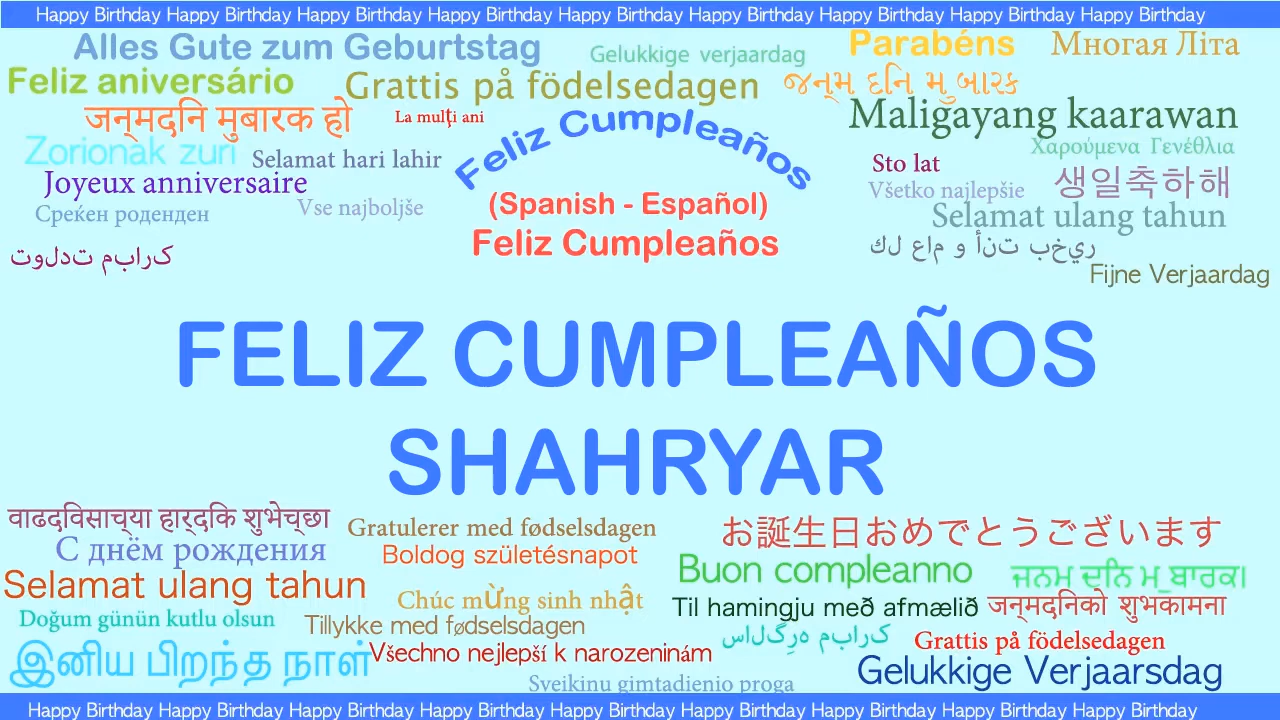 Happy Birthday Happy Birthday Happy Birthday Happy Birthday Happy Birthday Happy Birthday Happy Birthday Happy Birthday Happy Birthday
Alles Gute zum Geburtstag
Gelukkige verjaardag
Parabéns
Многая Літа
Feliz aniversário
Grattis på födelsedagen
જન્મ દિન મુબારક
जन्मदिन मुबारक हो
La mulţi ani
Feliz Cumpleaños
Maligayang kaarawan
Zorionak zuri
Selamat hari lahir
Sto lat
Χαρούμενα Γενέθλια
Joyeux anniversaire
(Spanish - Español)
Všetko najlepšie
생일축하해
Среќен роденден
Vse najboljše
Feliz Cumpleaños
Selamat ulang tahun
تولدت مبارک
كل عام و أنت بخير
Fijne Verjaardag
FELIZ CUMPLEAÑOS
SHAHRYAR
वाढदिवसाच्या हार्दिक शुभेच्छा
Gratulerer med fødselsdagen
お誕生日おめでとうございます
С днём рождения
Boldog születésnapot
Buon compleanno
ਜਨਮ ਦਿਨ ਮੁਬਾਰਕ।
Selamat ulang tahun
Chúc mừng sinh nhật
Til hamingju með afmælið
जन्मदिनको शुभकामना
Doğum günün kutlu olsun
Tillykke med fødselsdagen
سالگرِه مبارک
Grattis på födelsedagen
இனிய பிறந்த நாள்
Všechno nejlepší k narozeninám
Gelukkige Verjaarsdag
Sveikinu gimtadienio proga
Happy Birthday Happy Birthday Happy Birthday Happy Birthday Happy Birthday Happy Birthday Happy Birthday Happy Birthday Happy Birthday